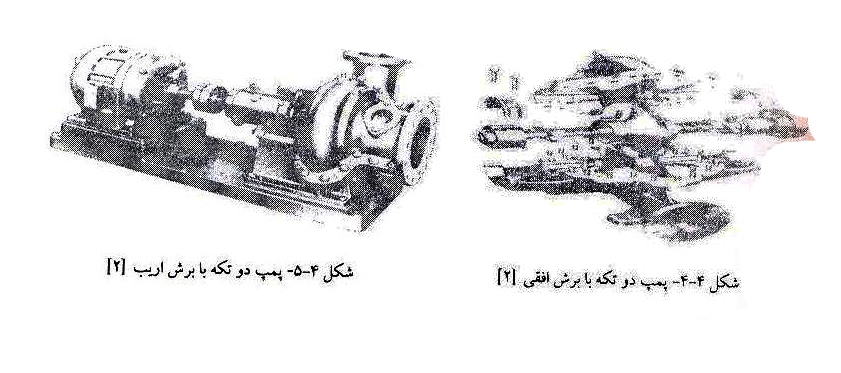 شکل ۴-۴- پمپ دو تکه با برش افقی [۲]
شکل ۴-۵- پمپ دو تکه با برش اریب [۲]